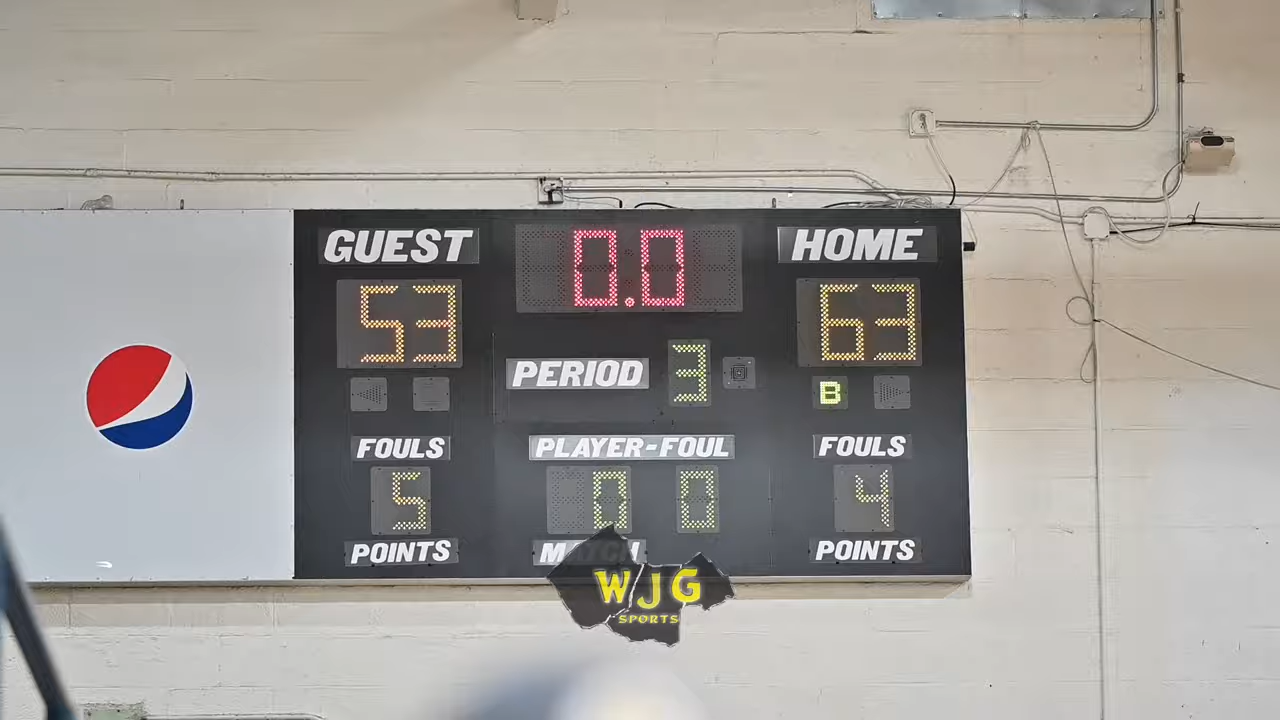 GUEST
0.0
HOME
53
63
PERIOD
3
B
FOULS
PLAYER-FOUL
FOULS
5
0
0
4
POINTS
MATCH
POINTS
WJG
SPORTS